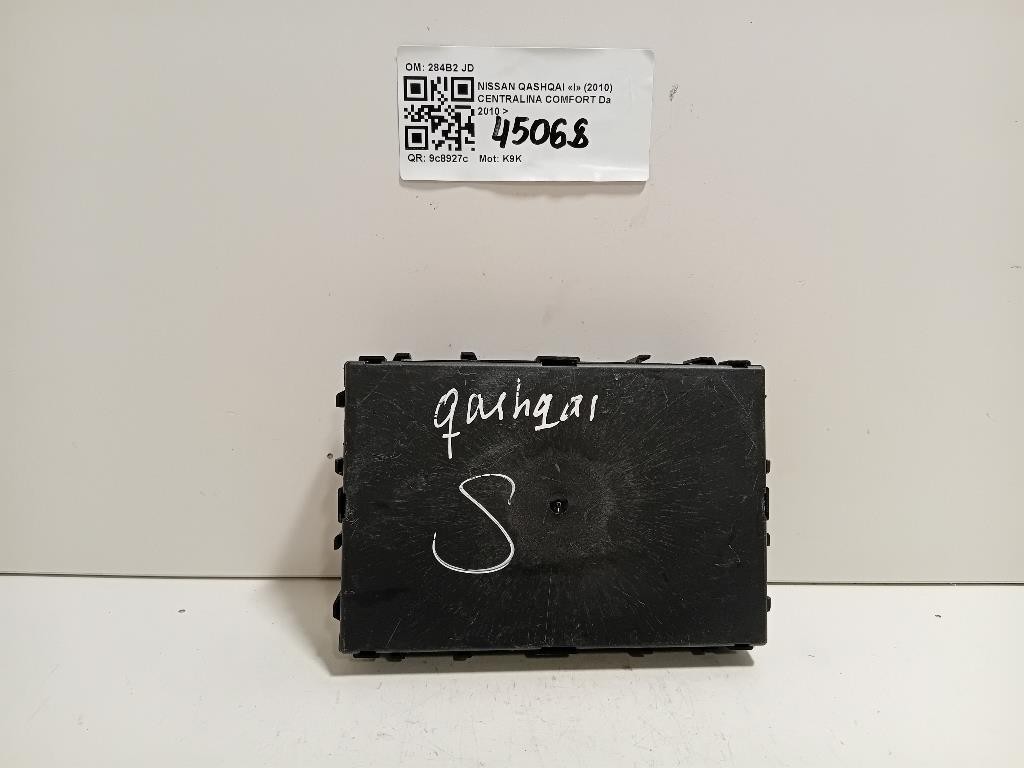 OM: 284B2 JD
NISSAN QASHQAI «I» (2010)
CENTRALINA COMFORT Da
2010 >
45068
QR: 9c8927c Mot: K9K
qashqai
S